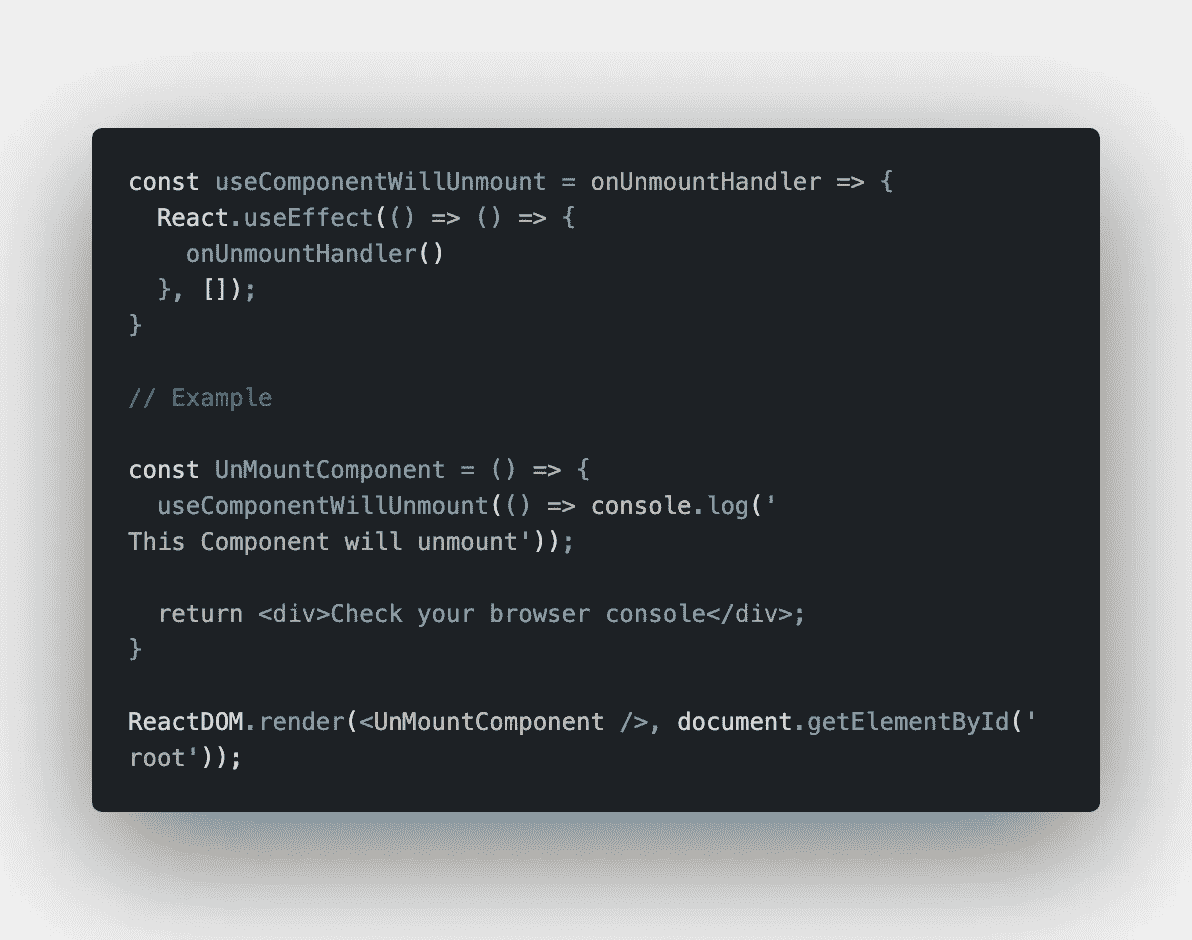 const useComponentWillUnmount = onUnmountHandler => {
  React.useEffect(() => () => {
    onUnmountHandler()
  }, []);
}

// Example

const UnMountComponent = () => {
  useComponentWillUnmount(() => console.log('
This Component will unmount'));

  return <div>Check your browser console</div>;
}

ReactDOM.render(<UnMountComponent />, document.getElementById('
root'));